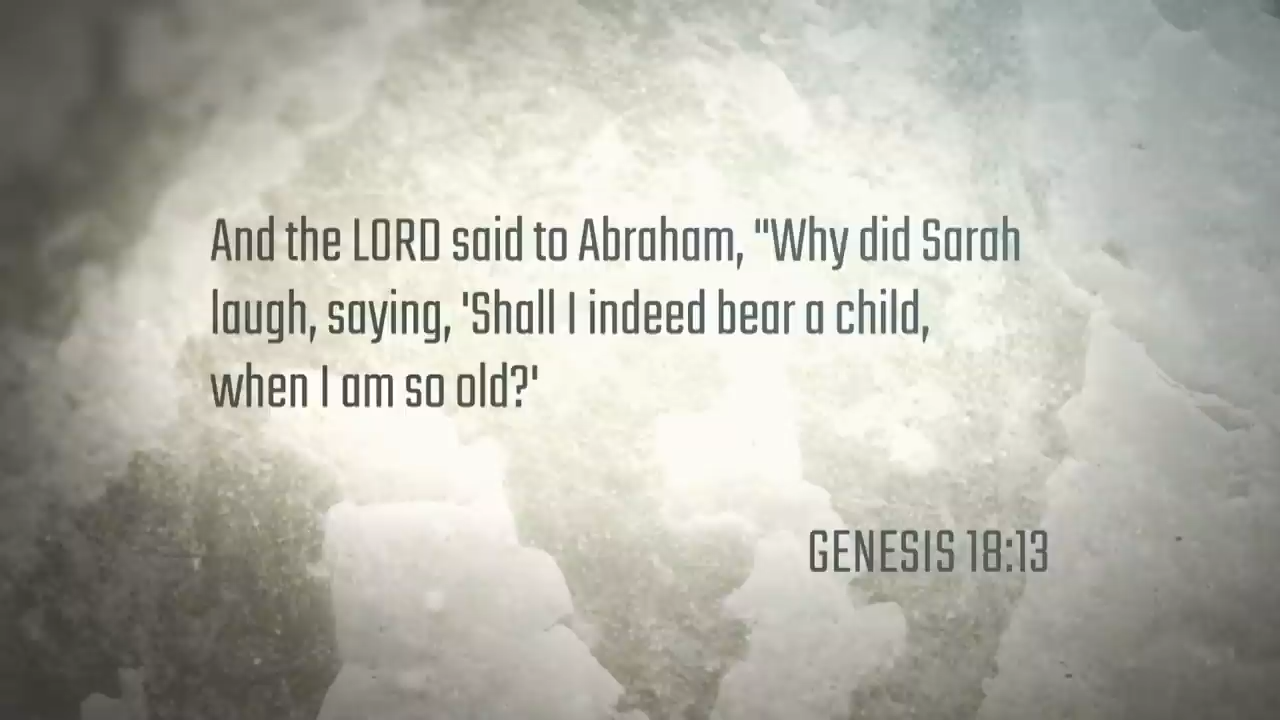 And the LORD said to Abraham, "Why did Sarah
laugh, saying, 'Shall I indeed bear a child,
when I am so old?'
GENESIS 18:13